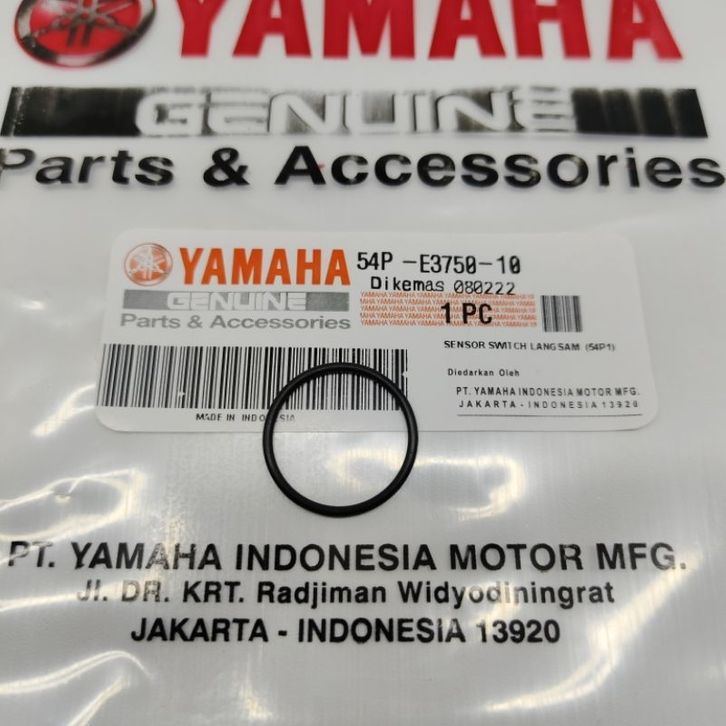 YAMAHA
GENUINE
Parts & Accessories
YAMAHA
GENUINE
Parts & Accessories
54P-E3750-10
Dikemas 080222
1 PC
SENSOR SWITCH LANGSAM (54P1)
Diedarkan Oleh
PT. YAMAHA INDONESIA MOTOR MFG.
JAKARTA - INDONESIA 13920
MADE IN INDONESIA
PT. YAMAHA INDONESIA MOTOR MFG.
Jl. DR. KRT. Radjiman Widyodiningrat
JAKARTA - INDONESIA 13920